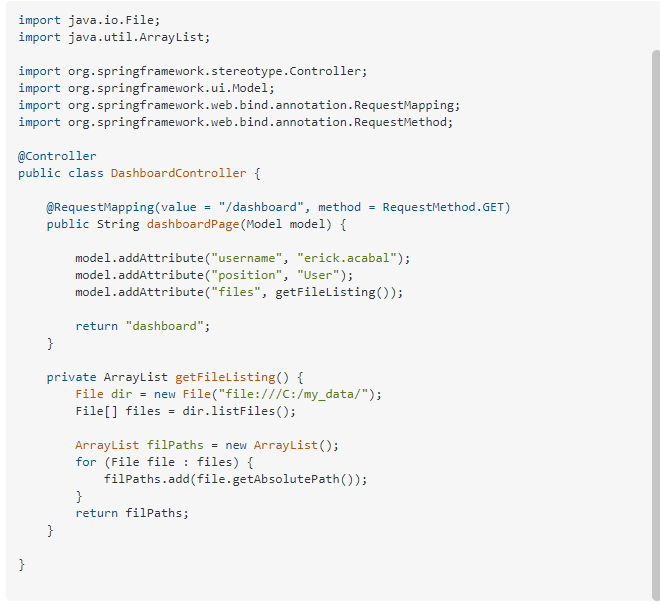 import java.io.File;
import java.util.ArrayList;
import org.springframework.stereotype.Controller;
import org.springframework.ui.Model;
import org.springframework.web.bind.annotation.RequestMapping;
import org.springframework.web.bind.annotation.RequestMethod;
@Controller
public class DashboardController {
@RequestMapping(value = "/dashboard", method = RequestMethod.GET)
public String dashboardPage(Model model) {
model.addAttribute("username", "erick.acabal");
model.addAttribute("position", "User");
model.addAttribute("files", getFileListing());
return "dashboard";
}
private ArrayList getFileListing() {
File dir = new File("file:///C:/my_data/");
File[] files = dir.listFiles();
ArrayList filPaths = new ArrayList();
for (File file : files) {
filPaths.add(file.getAbsolutePath());
}
return filPaths;
}
}